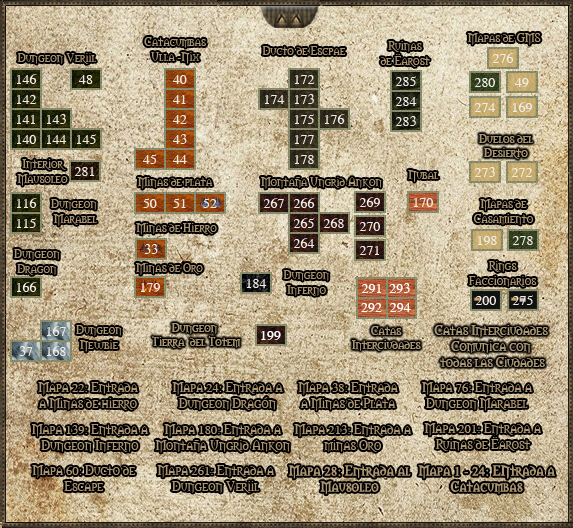 Dungeon Veriil
146 48
142
141 143
140 144 145
Catacumbas
Ulla-Nix
40
41
42
43
45 44
Ducto de Escpae
172
174 173
175 176
177
178
Ruinas
de Earost
285
284
283
Mapas de GMS
276
280 49
274 169
Interior
Mausoleo 281
Duelos del
Desierto
273 272
116
115
Dungeon
Marabel
Minas de plata
50 51 52
Minas de Hierro
33
Minas de Oro
179
Montaña Ungrid Ankon
267 266 269
265 268 270
264 271
Nubal
170
Mapas de
Casamiento
198 278
Dungeon
Dragon
166
184
Dungeon
Inferno
291 293
292 294
Catas
Interciudades
Rings
Faccionarios
200 275
167
37 168
Dungeon
Newbie
Dungeon
Tierra del Totem
199
Catas Interciudades
Comunica con
todas las Ciudades
Mapa 22: Entrada
a Minas de Hierro
Mapa 24: Entrada a
Dungeon Dragón
Mapa 38: Entrada
a Minas de Plata
Mapa 76: Entrada a
Dungeon Marabel
Mapa 139: Entrada a
Dungeon Inferno
Mapa 180: Entrada a
Montaña Ungrid Ankon
Mapa 213: Entrada a
minas Oro
Mapa 201: Entrada a
Ruinas de Earost
Mapa 60: Ducto de
Escape
Mapa 261: Entrada a
Dungeon Veriil
Mapa 28: Entrada al
Mausoleo
Mapa 1 - 24: Entrada a
Catacumbas